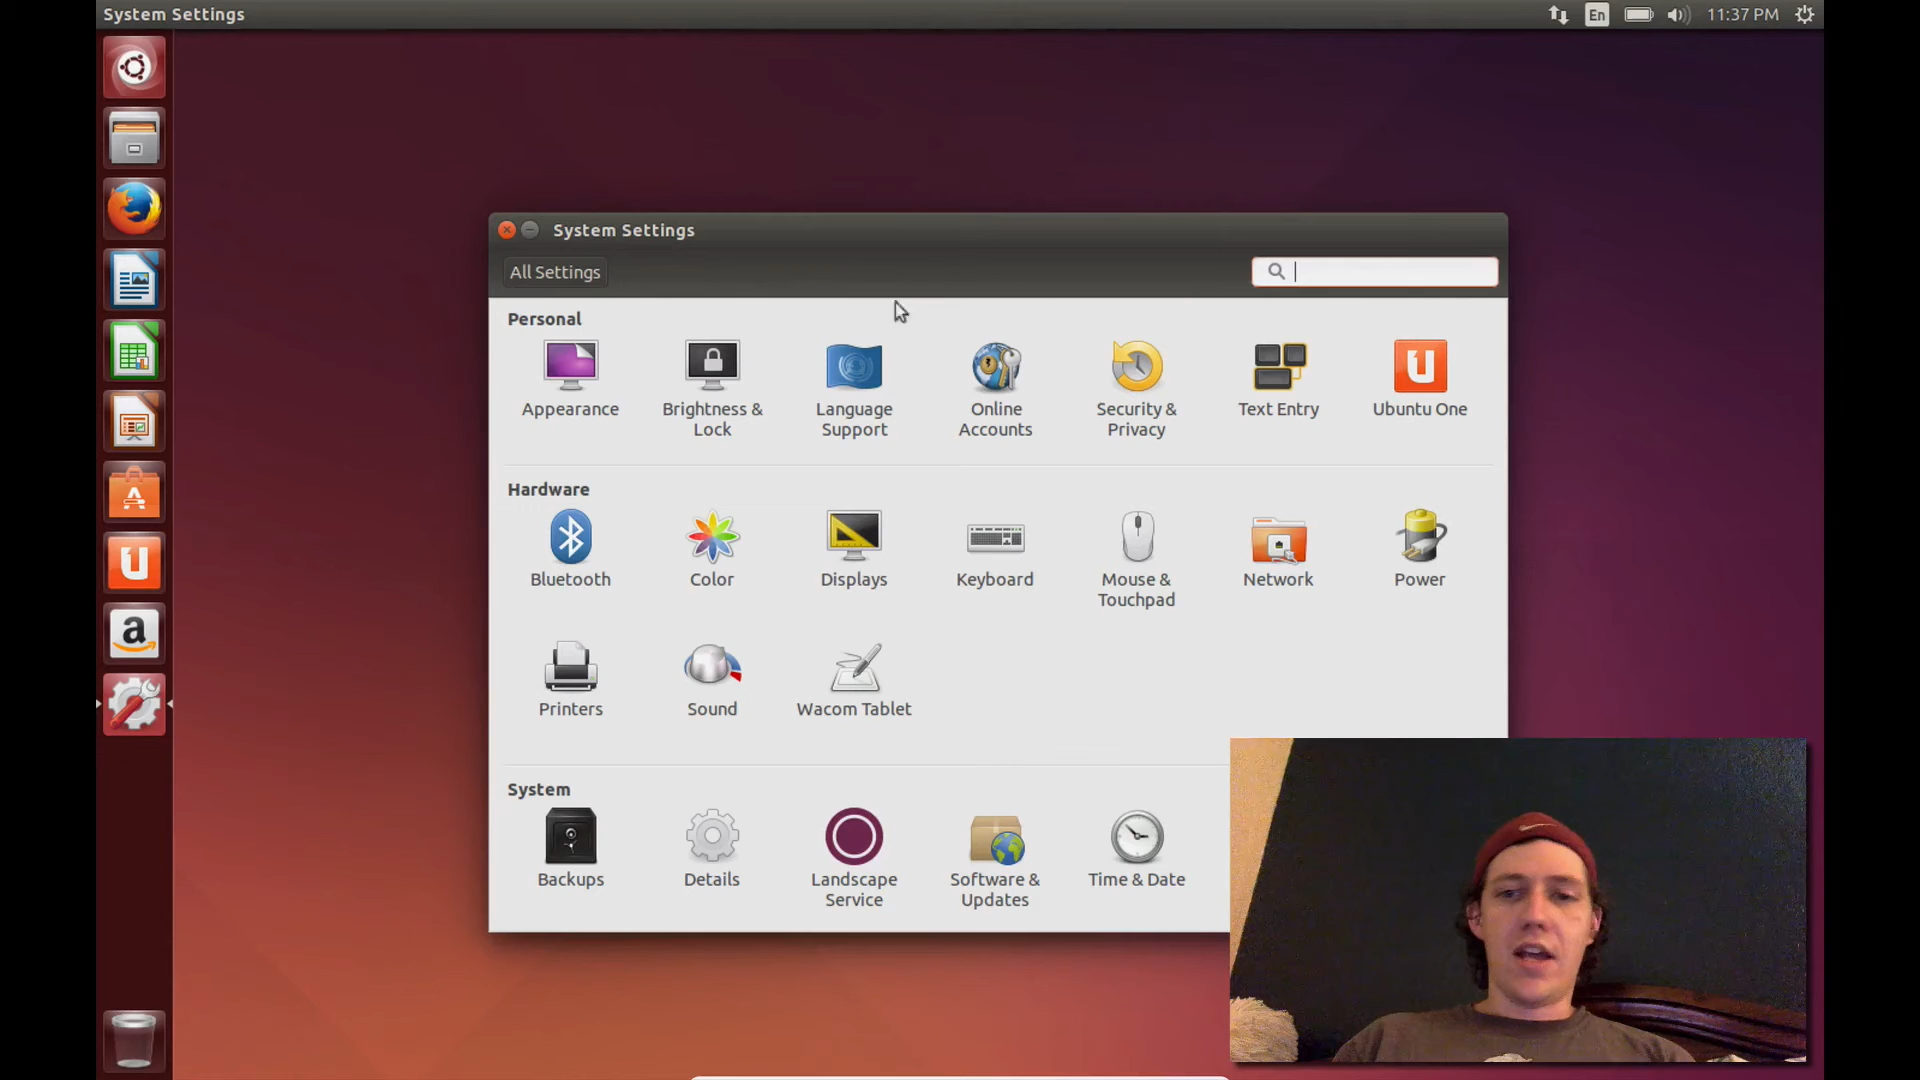 System Settings
En
11:37 PM
System Settings
All Settings
Personal
Appearance
Brightness &
Lock
Language
Support
Online
Accounts
Security &
Privacy
Text Entry
Ubuntu One
Hardware
Bluetooth
Color
Displays
Keyboard
Mouse &
Touchpad
Network
Power
Printers
Sound
Wacom Tablet
System
Backups
Details
Landscape
Service
Software &
Updates
Time & Date